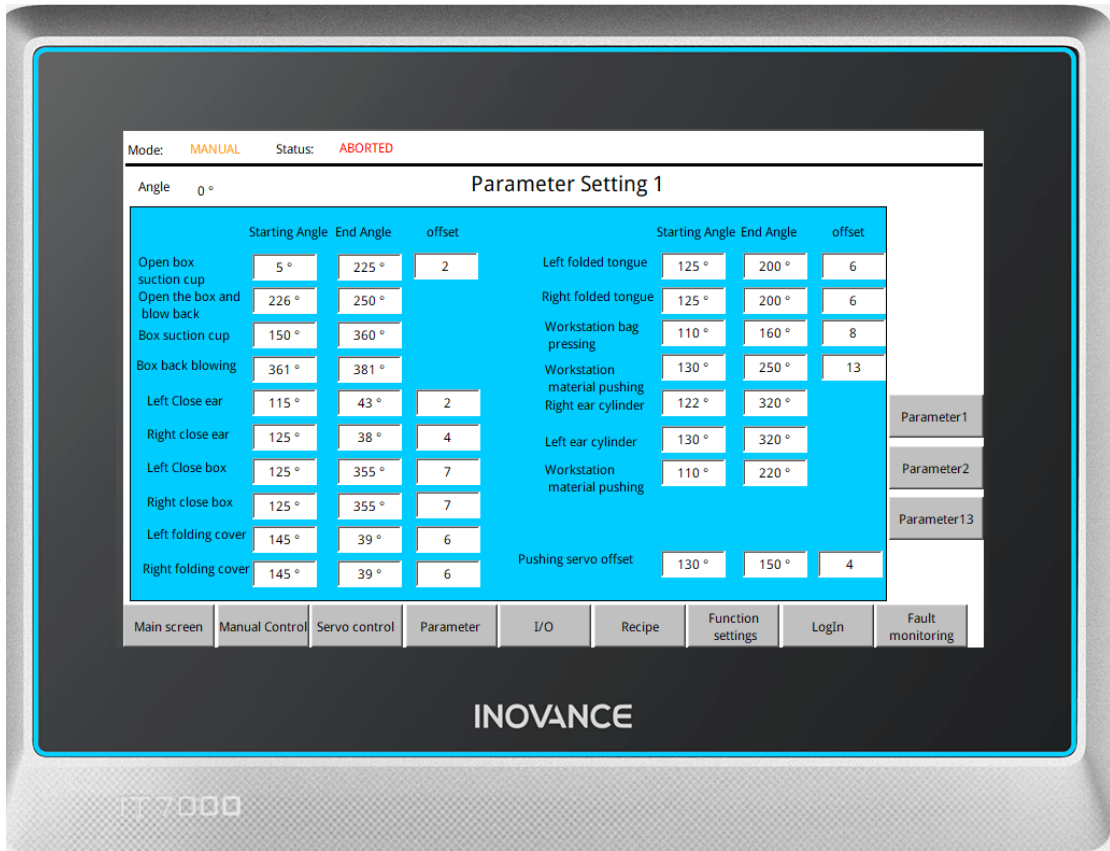 Mode: MANUAL Status: ABORTED
Angle 0 ° Parameter Setting 1
Starting Angle End Angle offset Starting Angle End Angle offset
Open box
suction cup 5 ° 225 ° 2
Open the box and
blow back 226 ° 250 °
Box suction cup 150 ° 360 °
Box back blowing 361 ° 381 °
Left Close ear 115 ° 43 ° 2
Right close ear 125 ° 38 ° 4
Left Close box 125 ° 355 ° 7
Right close box 125 ° 355 ° 7
Left folding cover 145 ° 39 ° 6
Right folding cover 145 ° 39 ° 6
Left folded tongue 125 ° 200 ° 6
Right folded tongue 125 ° 200 ° 6
Workstation bag
pressing 110 ° 160 ° 8
Workstation
material pushing 130 ° 250 ° 13
Right ear cylinder 122 ° 320 °
Left ear cylinder 130 ° 320 °
Workstation
material pushing 110 ° 220 °
Pushing servo offset 130 ° 150 ° 4
Parameter1
Parameter2
Parameter13
Main screen Manual Control Servo control Parameter I/O Recipe Function
settings LogIn Fault
monitoring
INOVANCE
IT 7000